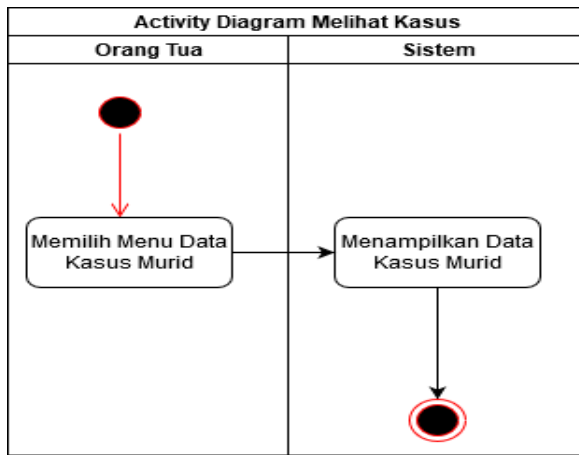 Activity Diagram Melihat Kasus
Orang Tua
Sistem
Memilih Menu Data
Kasus Murid
Menampilkan Data
Kasus Murid